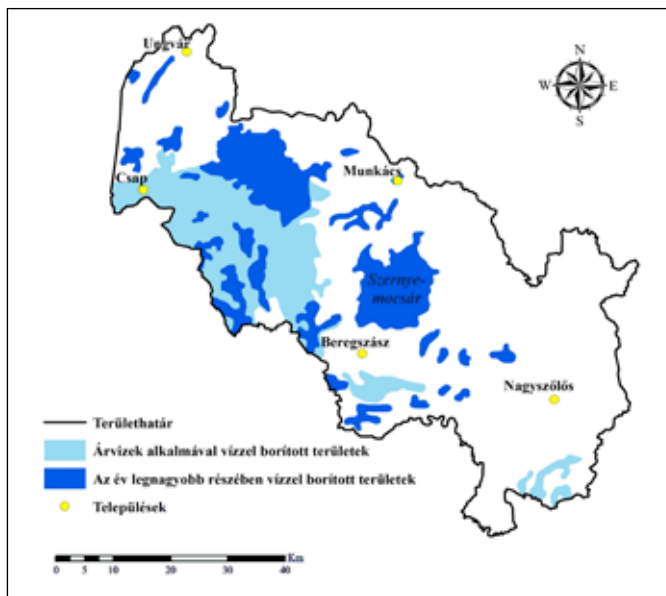 Ungvár
N
W
E
S
Csap
Munkács
Szernye-
mocsár
Beregszász
Nagyszőlős
Területhatár
Árvizek alkalmával vízzel borított területek
Az év legnagyobb részében vízzel borított területek
Települések
Km
0 5 10 20 30 40